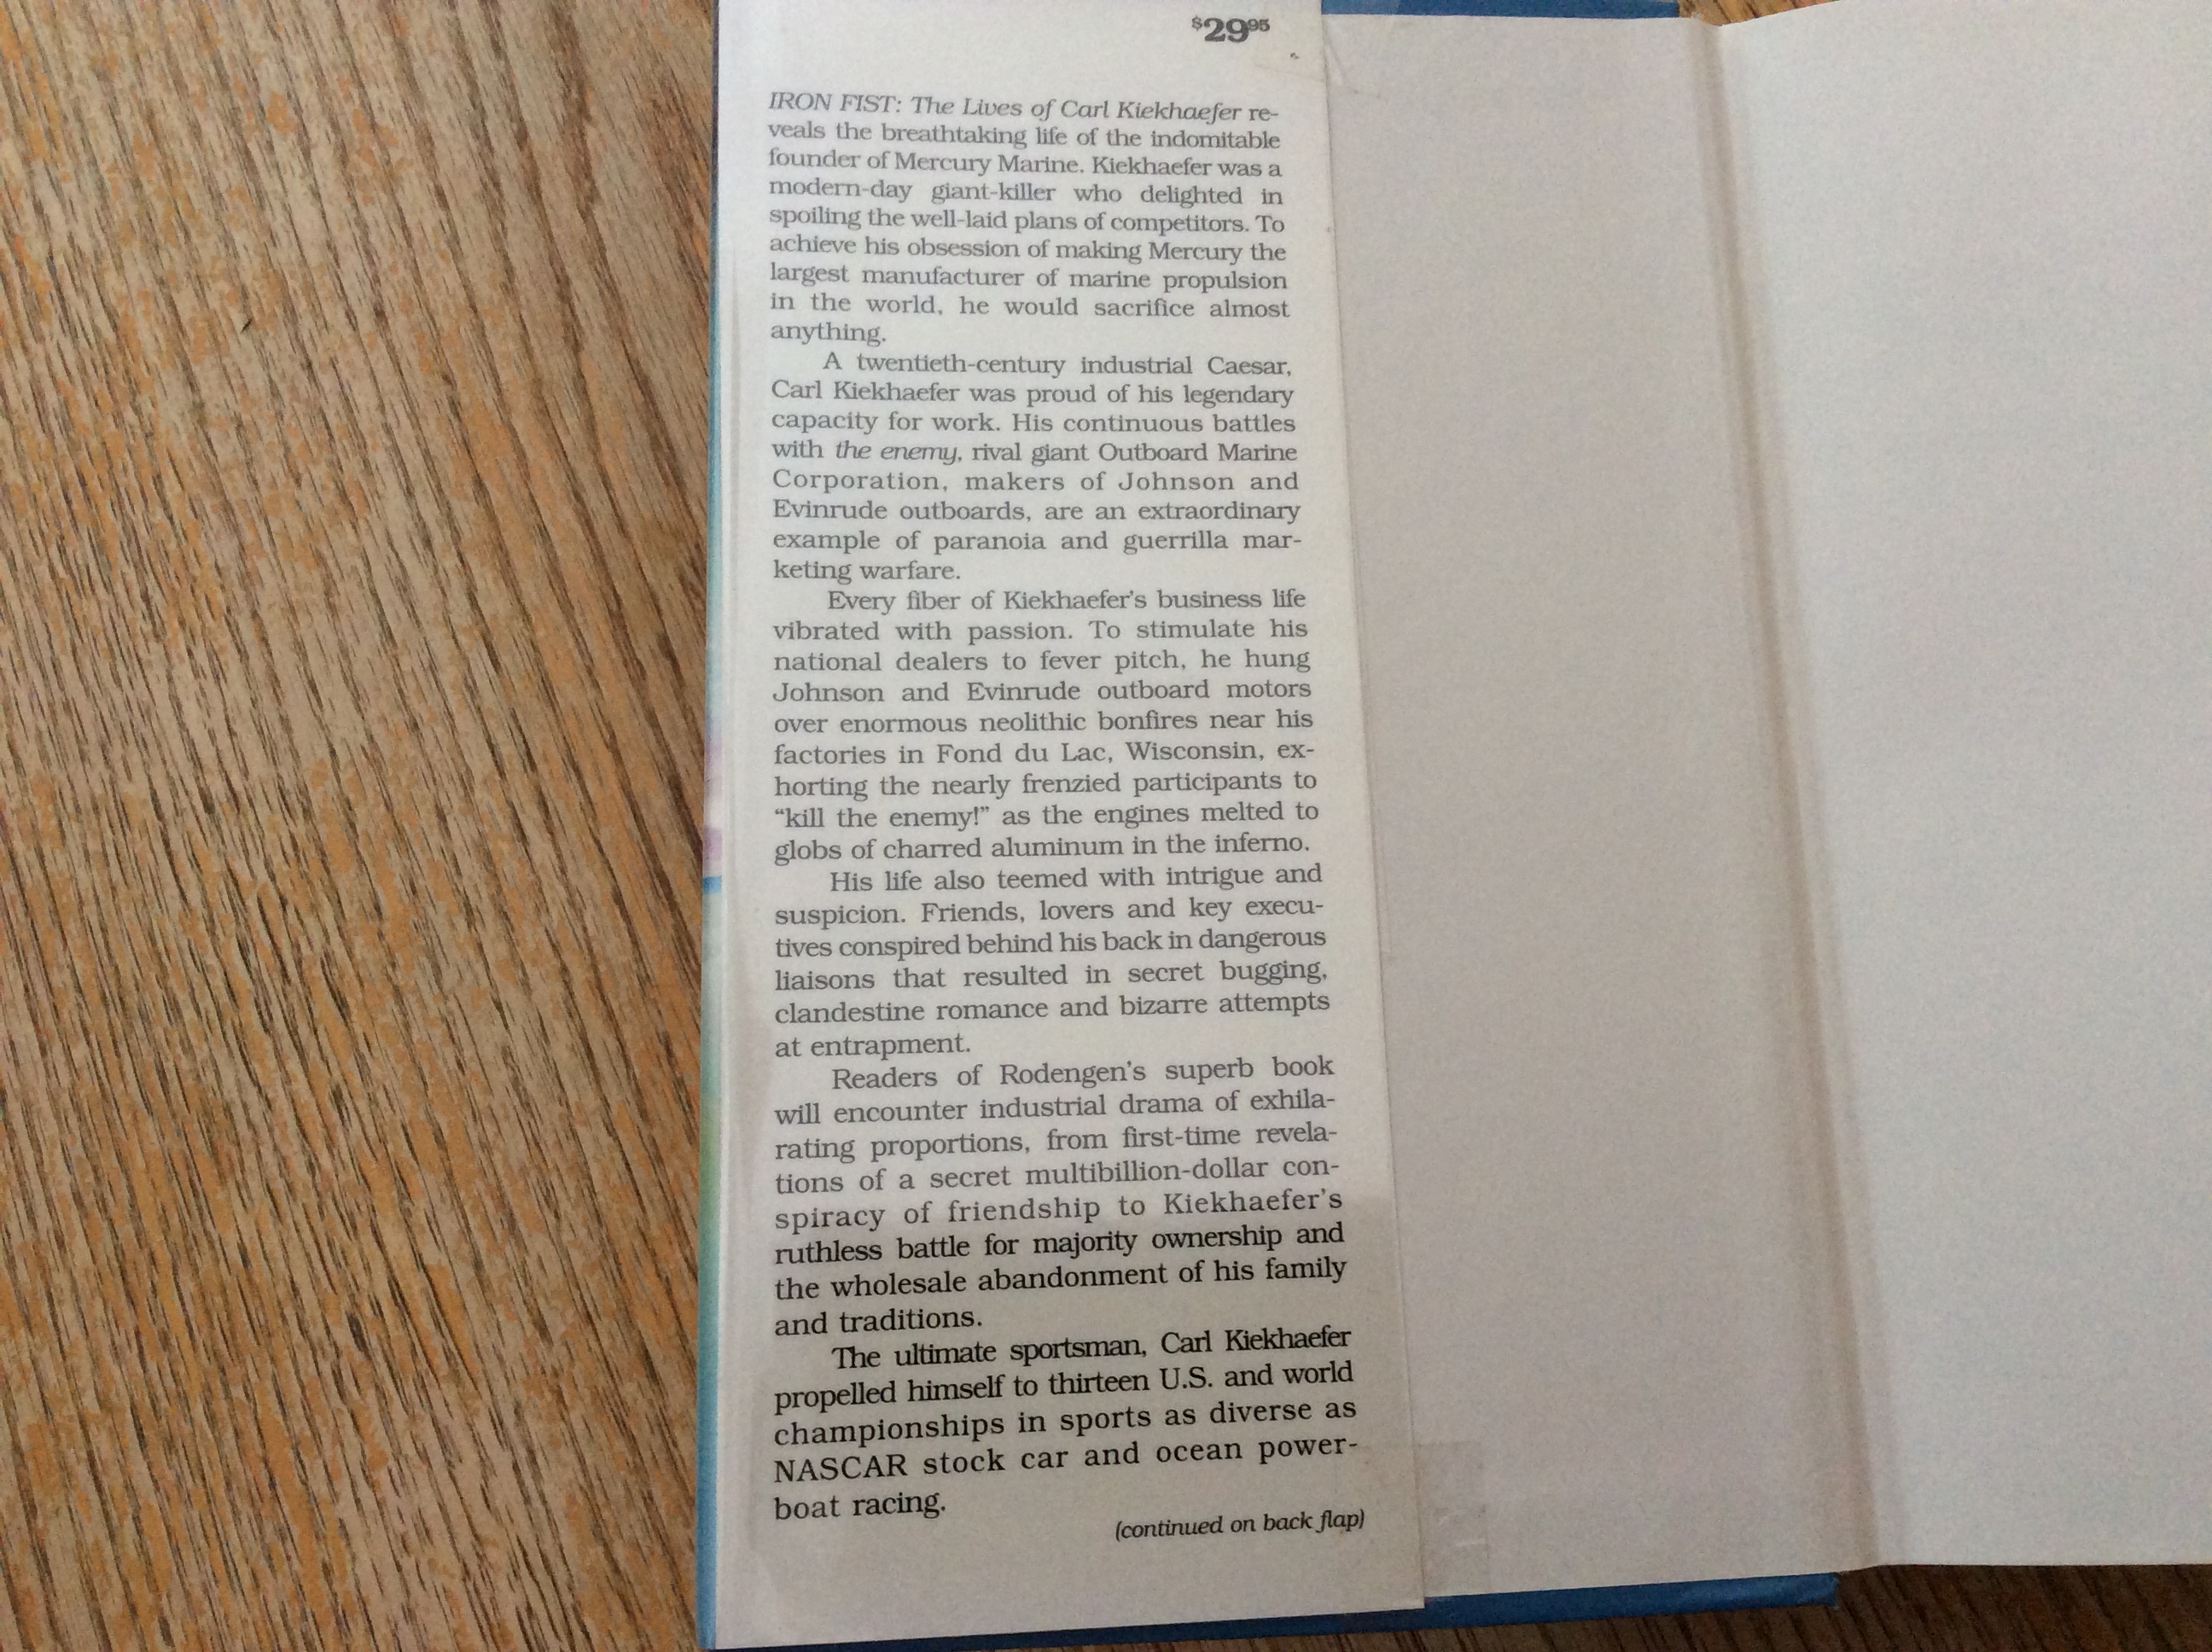 $29.95
IRON FIST: The Lives of Carl Kiekhaefer re-
veals the breathtaking life of the indomitable
founder of Mercury Marine. Kiekhaefer was a
modern-day giant-killer who delighted in
spoiling the well-laid plans of competitors. To
achieve his obsession of making Mercury the
largest manufacturer of marine propulsion
in the world, he would sacrifice almost
anything.
A twentieth-century industrial Caesar,
Carl Kiekhaefer was proud of his legendary
capacity for work. His continuous battles
with the enemy, rival giant Outboard Marine
Corporation, makers of Johnson and
Evinrude outboards, are an extraordinary
example of paranoia and guerrilla mar-
keting warfare.
Every fiber of Kiekhaefer's business life
vibrated with passion. To stimulate his
national dealers to fever pitch, he hung
Johnson and Evinrude outboard motors
over enormous neolithic bonfires near his
factories in Fond du Lac, Wisconsin, ex-
horting the nearly frenzied participants to
“kill the enemy!” as the engines melted to
globs of charred aluminum in the inferno.
His life also teemed with intrigue and
suspicion. Friends, lovers and key execu-
tives conspired behind his back in dangerous
liaisons that resulted in secret bugging,
clandestine romance and bizarre attempts
at entrapment.
Readers of Rodengen's superb book
will encounter industrial drama of exhila-
rating proportions, from first-time revela-
tions of a secret multibillion-dollar con-
spiracy of friendship to Kiekhaefer's
ruthless battle for majority ownership and
the wholesale abandonment of his family
and traditions.
The ultimate sportsman, Carl Kiekhaefer
propelled himself to thirteen U.S. and world
championships in sports as diverse as
NASCAR stock car and ocean power-
boat racing.
(continued on back flap)